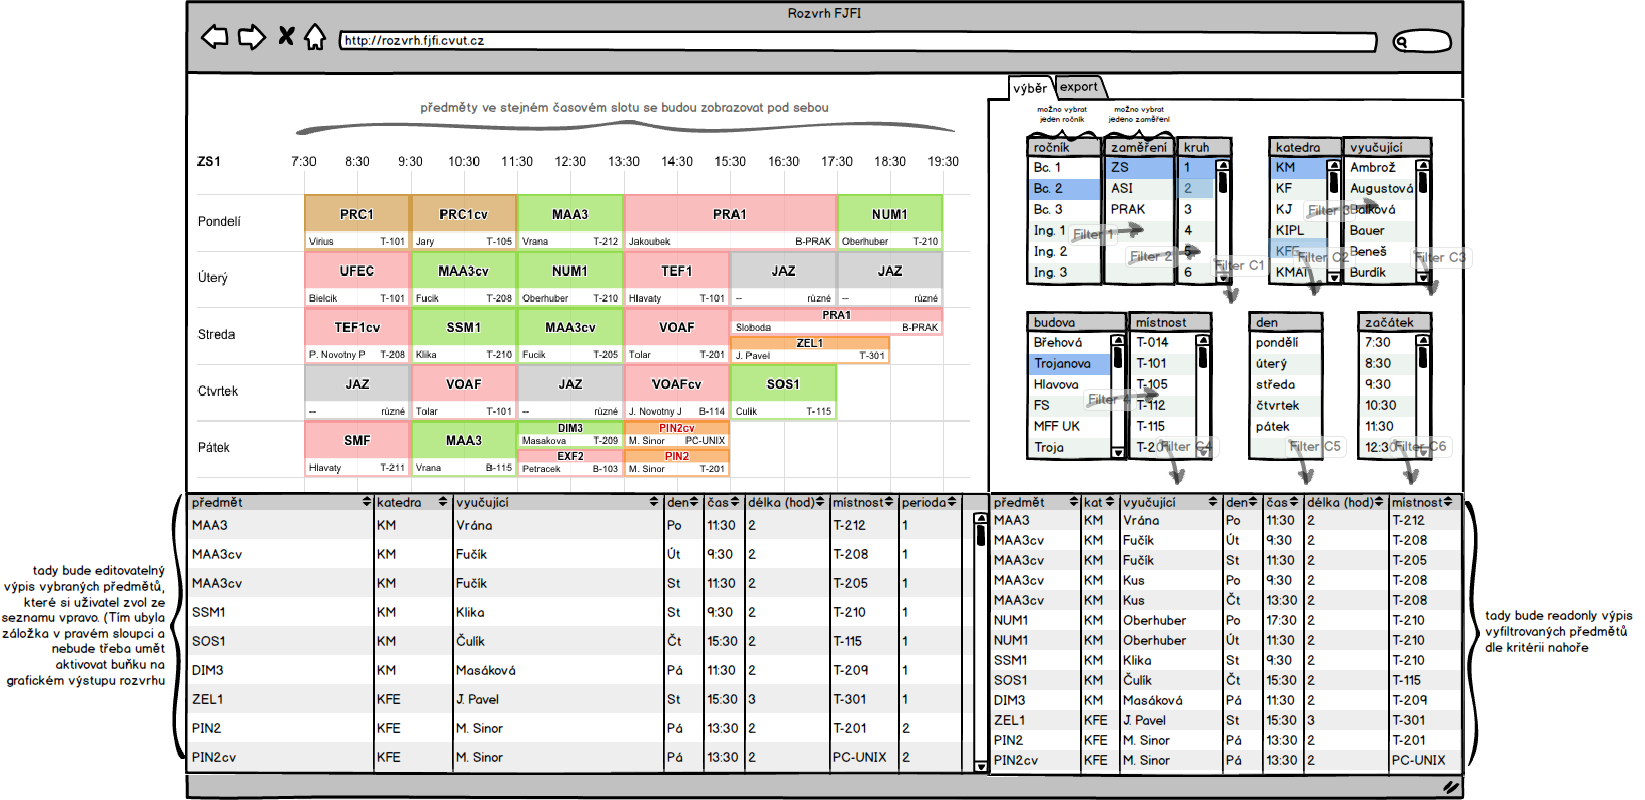 Rozvrh FJFI
http://rozvrh.fjfi.cvut.cz
výběr export
předměty ve stejném časovém slotu se budou zobrazovat pod sebou
ZS1 7:30 8:30 9:30 10:30 11:30 12:30 13:30 14:30 15:30 16:30 17:30 18:30 19:30
Pondelí
PRC1 PRC1cv MAA3 PRA1 NUM1
Virius T-101 Jary T-105 Vrana T-212 Jakoubek B-PRAK Oberhuber T-210
Úterý
UFEC MAA3cv NUM1 TEF1 JAZ JAZ
Bielcik T-101 Fucik T-208 Oberhuber T-210 Hlavaty T-101 -- různé -- různé
Streda
TEF1cv SSM1 MAA3cv VOAF PRA1
Sloboda B-PRAK
ZEL1
P. Novotny P T-208 Klika T-210 Fucik T-205 Tolar T-201 J. Pavel T-301
Čtvrtek
JAZ VOAF JAZ VOAFcv SOS1
-- různé Tolar T-101 -- různé J. Novotny J B-114 Culik T-115
Pátek
SMF MAA3 DIM3 PIN2cv
Masakova T-209 M. Sinor PC-UNIX
EXF2 PIN2
Hlavaty T-211 Vrana B-115 Petracek B-103 M. Sinor T-201
možno vybrat
jeden ročník
možno vybrat
jedeno zaměření
ročník zaměření kruh
Bc. 1 ZS 1
Bc. 2 ASI 2
Bc. 3 PRAK 3
Ing. 1 4
Ing. 2 5
Ing. 3 6
Filter 1
Filter 2
Filter C1
katedra vyučující
KM Ambrož
KF Augustová
KJ Balková
KIPL Bauer
KFE Beneš
KMAT Burdík
Filter 3
Filter C2
Filter C3
budova místnost
Břehová T-014
Trojanova T-101
Hlavova T-105
FS T-112
MFF UK T-115
Troja
Filter 4
Filter C4
den
pondělí
úterý
středa
čtvrtek
pátek
Filter C5
začátek
7:30
8:30
9:30
10:30
11:30
12:30
Filter C6
předmět katedra vyučující den čas délka (hod) místnost perioda
MAA3 KM Vrána Po 11:30 2 T-212 1
MAA3cv KM Fučík Út 9:30 2 T-208 1
MAA3cv KM Fučík St 11:30 2 T-205 1
SSM1 KM Klika St 9:30 2 T-210 1
SOS1 KM Čulík Čt 15:30 2 T-115 1
DIM3 KM Masáková Pá 11:30 2 T-209 1
ZEL1 KFE J. Pavel St 15:30 3 T-301 1
PIN2 KFE M. Sinor Pá 13:30 2 T-201 2
PIN2cv KFE M. Sinor Pá 13:30 2 PC-UNIX 2
předmět kat vyučující den čas délka (hod) místnost
MAA3 KM Vrána Po 11:30 2 T-212
MAA3cv KM Fučík Út 9:30 2 T-208
MAA3cv KM Fučík St 11:30 2 T-205
MAA3cv KM Kus Po 9:30 2 T-208
MAA3cv KM Kus Čt 13:30 2 T-208
NUM1 KM Oberhuber Po 17:30 2 T-210
NUM1 KM Oberhuber Út 11:30 2 T-210
SSM1 KM Klika St 9:30 2 T-210
SOS1 KM Čulík Čt 15:30 2 T-115
DIM3 KM Masáková Pá 11:30 2 T-209
ZEL1 KFE J. Pavel St 15:30 3 T-301
PIN2 KFE M. Sinor Pá 13:30 2 T-201
PIN2cv KFE M. Sinor Pá 13:30 2 PC-UNIX
tady bude editovatelný
výpis vybraných předmětů,
které si uživatel zvol ze
seznamu vpravo. (Tím ubyla
záložka v pravém sloupci a
nebude třeba umět
aktivovat buňku na
grafickém výstupu rozvrhu
tady bude readonly výpis
vyfiltrovaných předmětů
dle kritérii nahoře